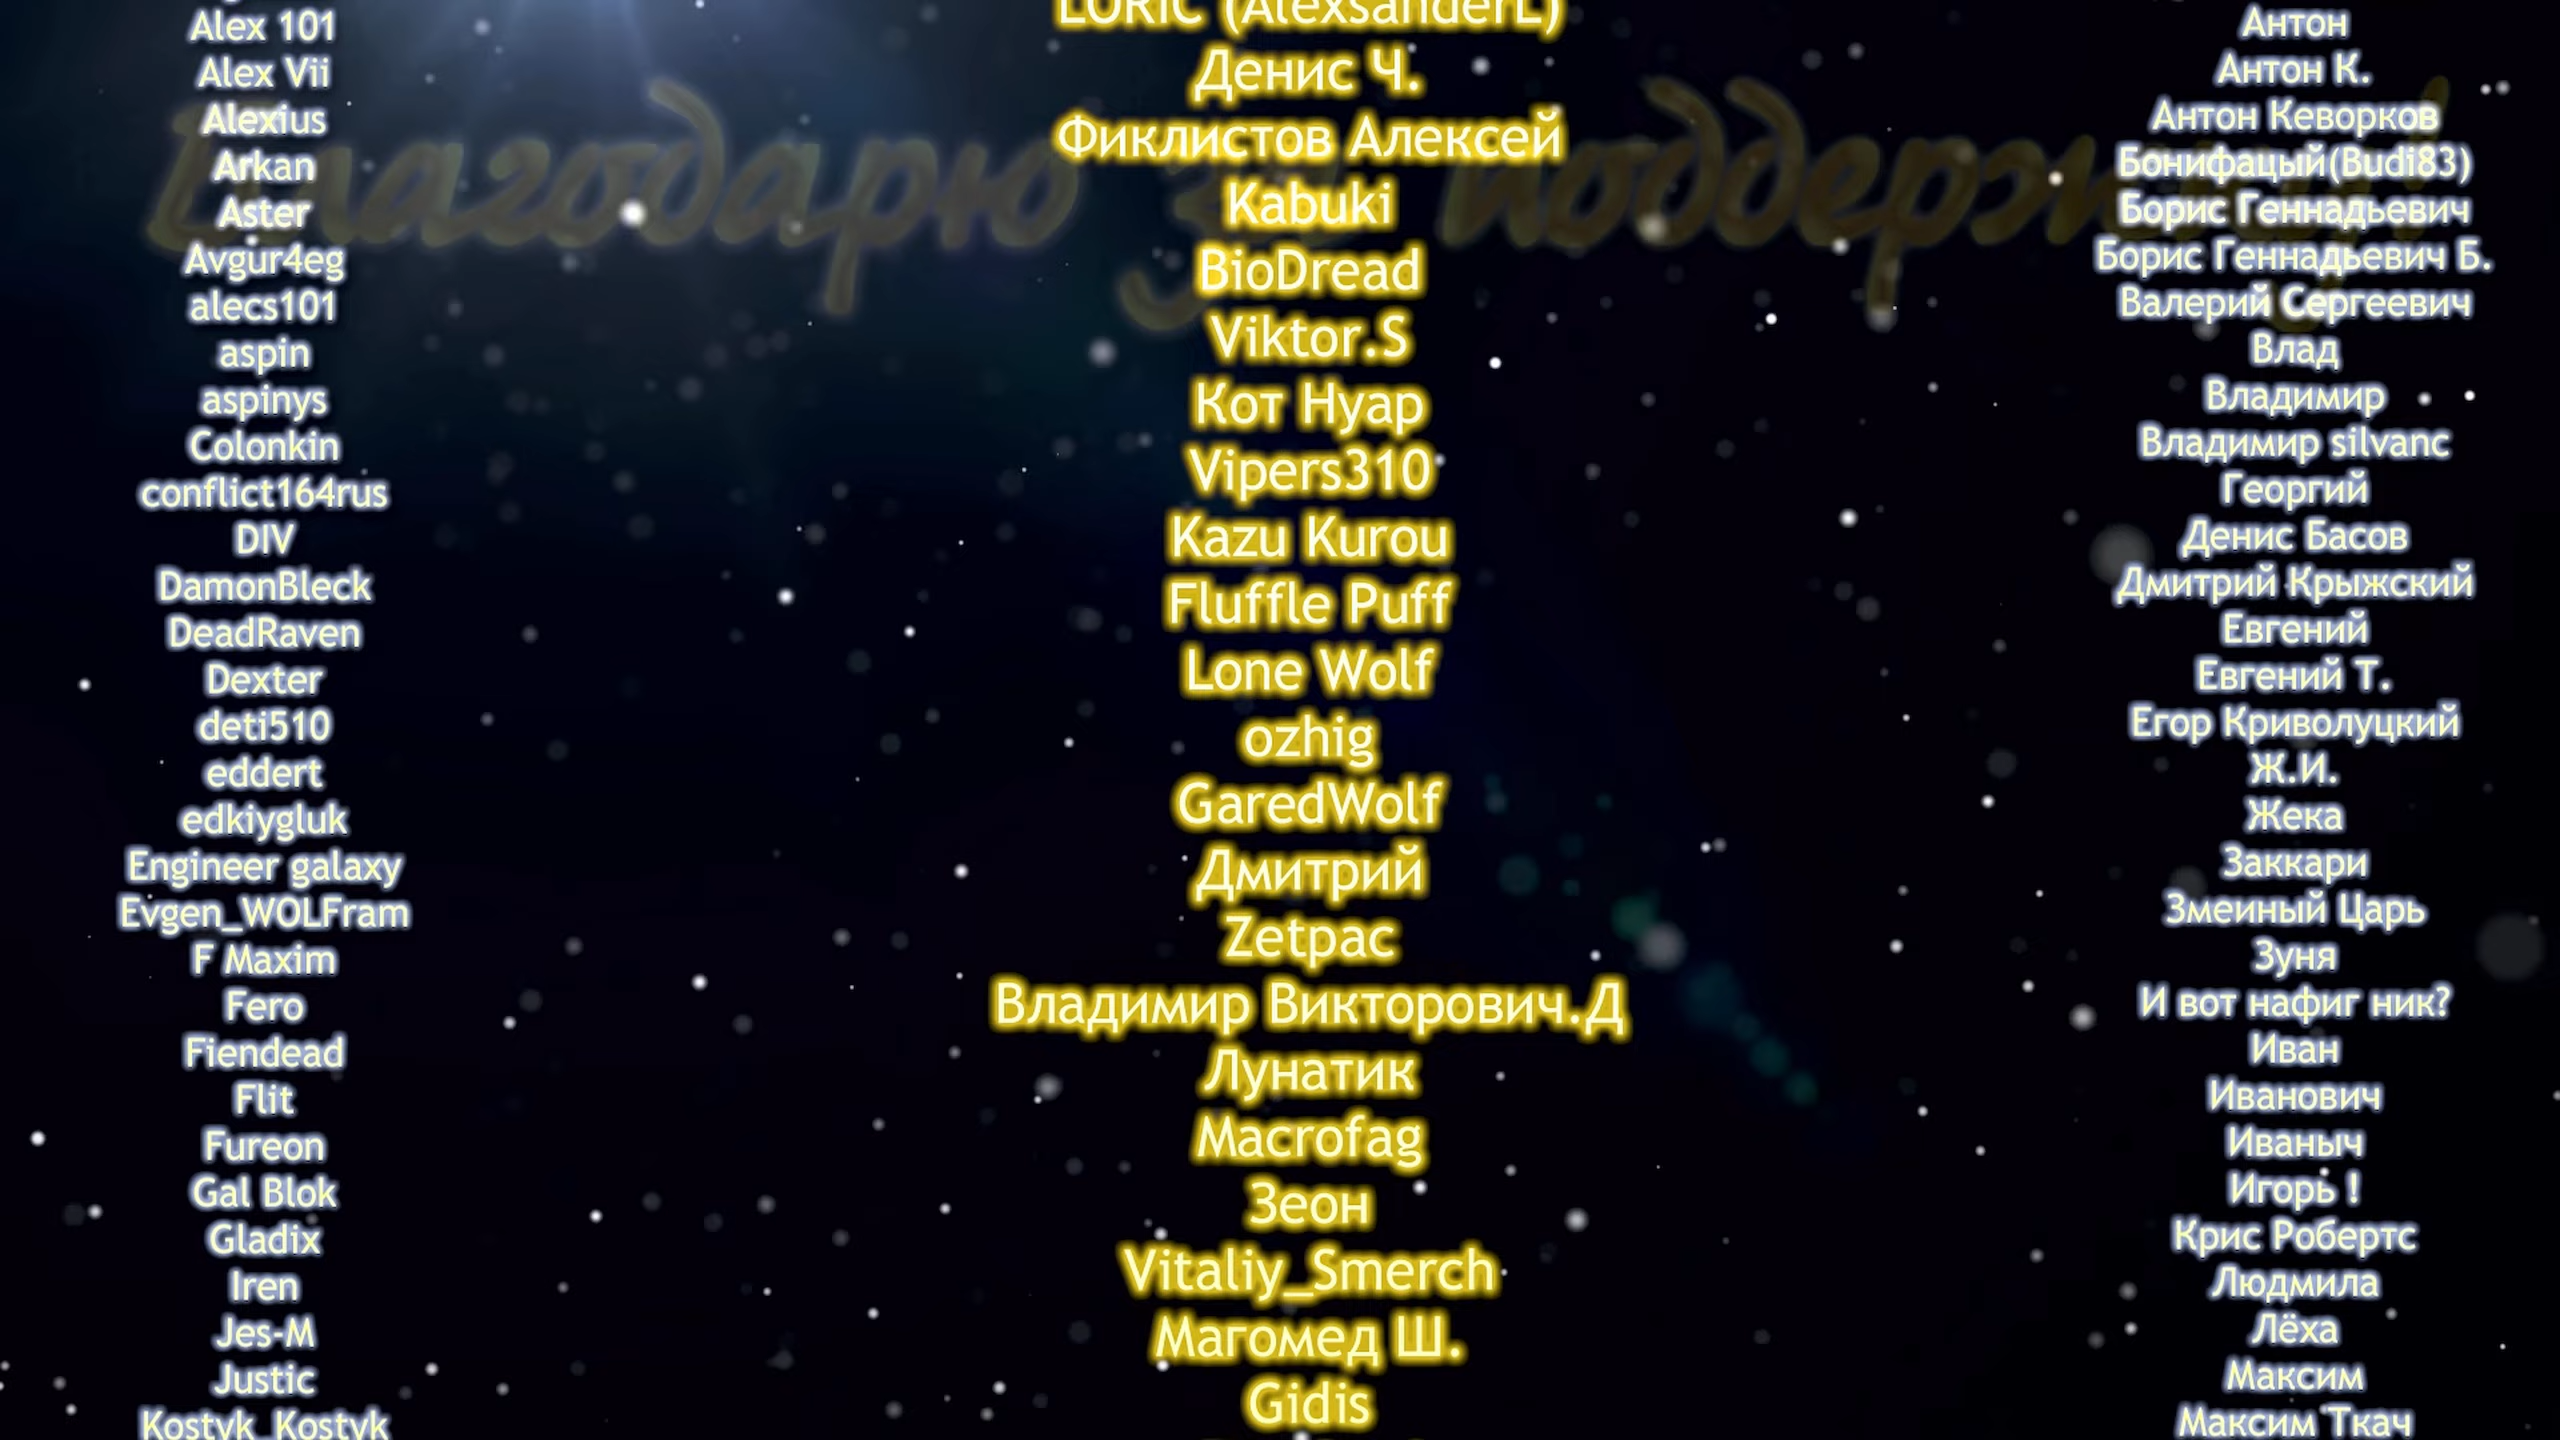 Благодарю за поддержку!
Alex 101
Alex Vii
Alexius
Arkan
Aster
Avgur4eg
alecs101
aspin
aspinys
Colonkin
conflict164rus
DIV
DamonBleck
DeadRaven
Dexter
deti510
eddert
edkiygluk
Engineer galaxy
Evgen_WOLFram
F Maxim
Fero
Fiendead
Flit
Fureon
Gal Blok
Gladix
Iren
Jes-M
Justic
Kostyk_Kostyk
LORIC (AlexsanderL)
Денис Ч.
Фиклистов Алексей
Kabuki
BioDread
Viktor.S
Кот Нуар
Vipers310
Kazu Kurou
Fluffle Puff
Lone Wolf
ozhig
GaredWolf
Дмитрий
Zetpac
Владимир Викторович.Д
Лунатик
Macrofag
Зеон
Vitaliy_Smerch
Магомед Ш.
Gidis
Антон
Антон К.
Антон Кеворков
Бонифацый(Budi83)
Борис Геннадьевич
Борис Геннадьевич Б.
Валерий Сергеевич
Влад
Владимир
Владимир silvanc
Георгий
Денис Басов
Дмитрий Крыжский
Евгений
Евгений Т.
Егор Криволуцкий
Ж.И.
Жека
Заккари
Змеиный Царь
Зуня
И вот нафиг ник?
Иван
Иванович
Иваныч
Игорь !
Крис Робертс
Людмила
Лёха
Максим
Максим Ткач